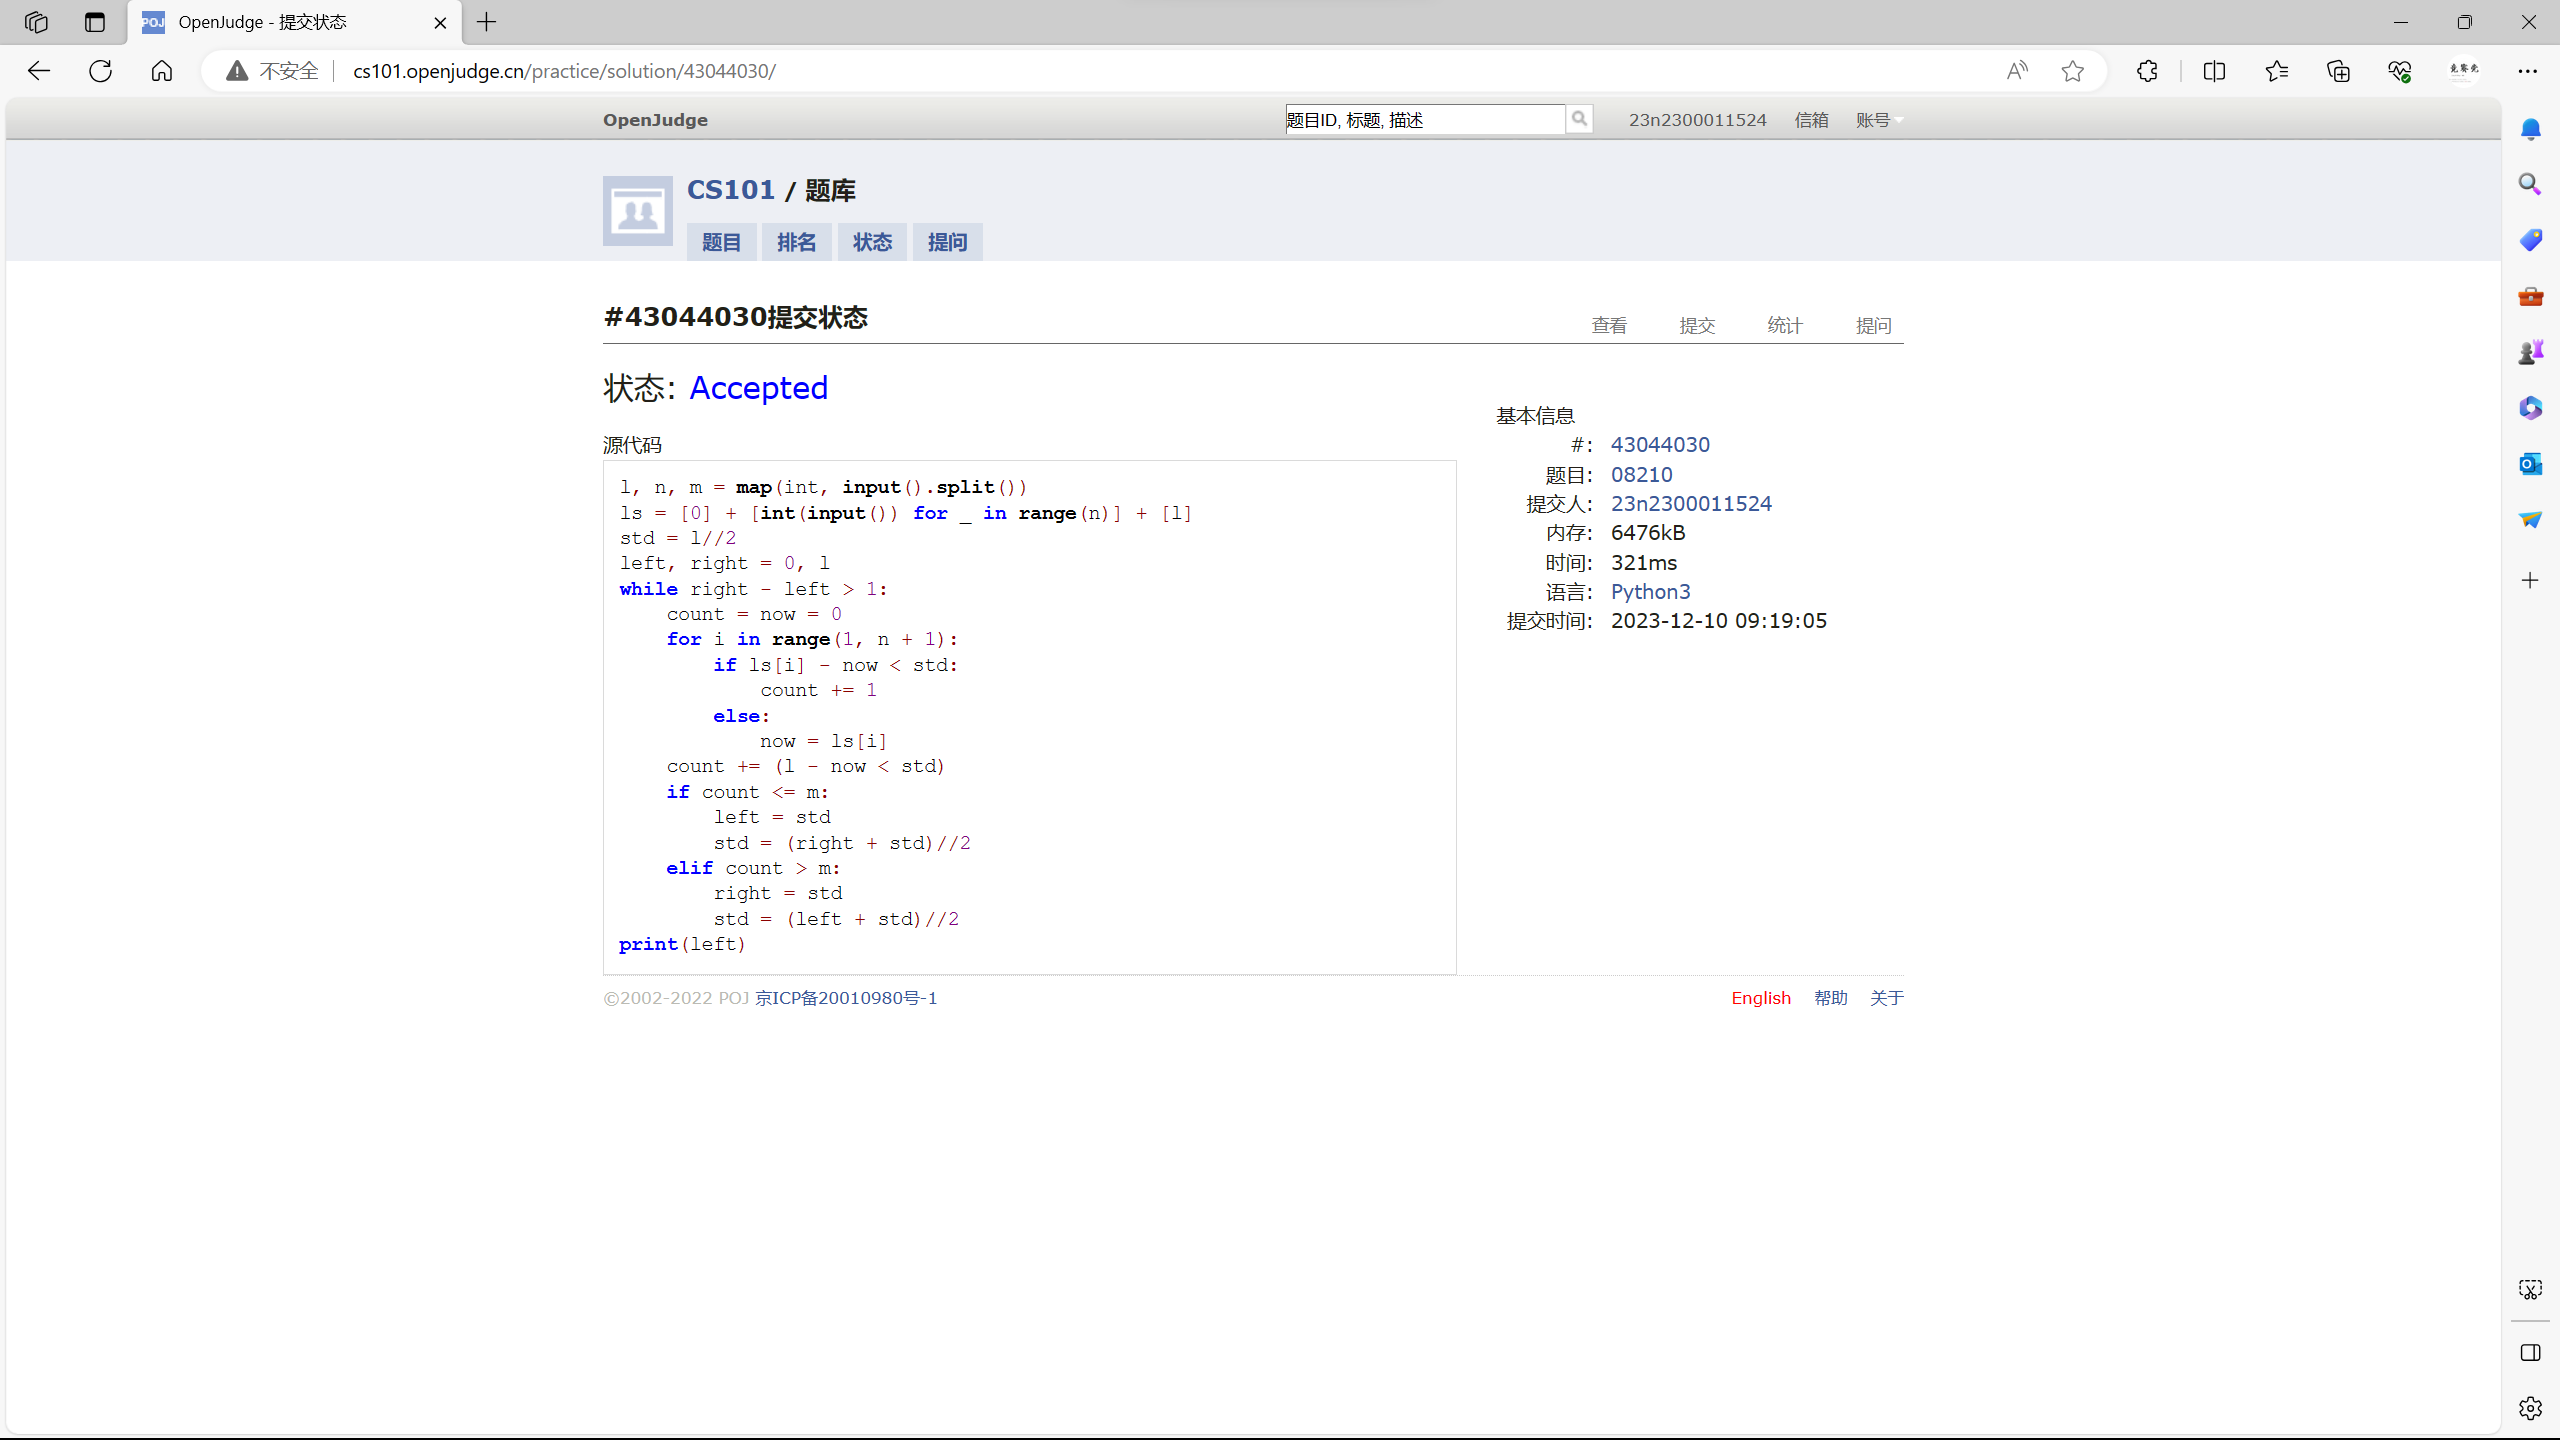 OpenJudge - 提交状态
不安全
cs101.openjudge.cn/practice/solution/43044030/
OpenJudge
题目ID, 标题, 描述
23n2300011524 信箱 账号
CS101 / 题库
题目 排名 状态 提问
#43044030提交状态
查看 提交 统计 提问
状态: Accepted
源代码
l, n, m = map(int, input().split())
ls = [0] + [int(input()) for _ in range(n)] + [l]
std = l//2
left, right = 0, l
while right - left > 1:
    count = now = 0
    for i in range(1, n + 1):
        if ls[i] - now < std:
            count += 1
        else:
            now = ls[i]
    count += (l - now < std)
    if count <= m:
        left = std
        std = (right + std)//2
    elif count > m:
        right = std
        std = (left + std)//2
print(left)
基本信息
#: 43044030
题目: 08210
提交人: 23n2300011524
内存: 6476kB
时间: 321ms
语言: Python3
提交时间: 2023-12-10 09:19:05
©2002-2022 POJ 京ICP备20010980号-1
English 帮助 关于